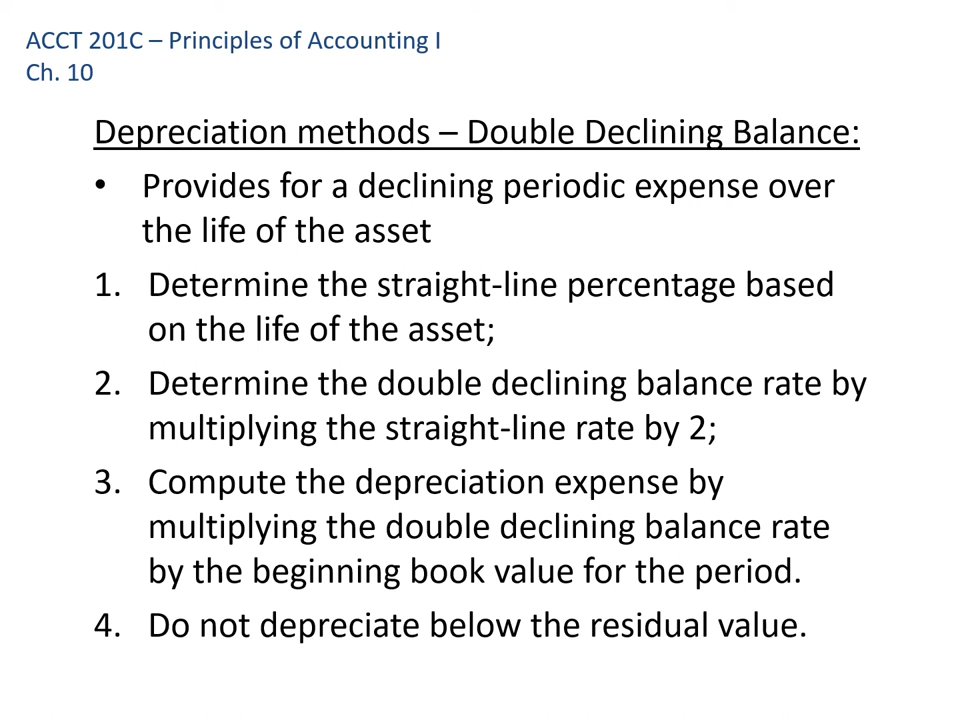 ACCT 201C – Principles of Accounting I
Ch. 10
Depreciation methods – Double Declining Balance:
• Provides for a declining periodic expense over
the life of the asset
1. Determine the straight-line percentage based
on the life of the asset;
2. Determine the double declining balance rate by
multiplying the straight-line rate by 2;
3. Compute the depreciation expense by
multiplying the double declining balance rate
by the beginning book value for the period.
4. Do not depreciate below the residual value.